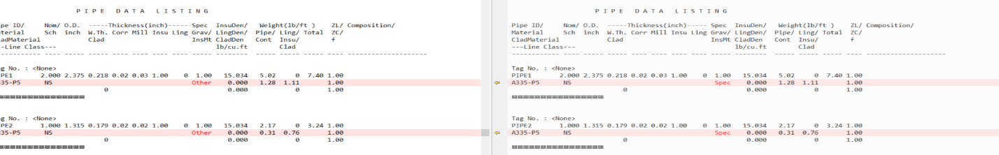 P I P E   D A T A   L I S T I N G
pe ID/ Nom/ O.D. -----Thickness(inch)----- Spec InsuDen/ Weight(lb/ft ) ZL/ Composition/
terial Sch inch W.Th. Corr Mill Insu Ling Grav/ LingDen/ Pipe/ Ling/ Total ZC/
adMaterial Clad InsMt CladDen Cont Insu/ f
-Line Class--- lb/cu.ft Clad
g No. : <None>
IPE1 2.000 2.375 0.218 0.02 0.03 1.00 0 1.00 15.034 5.02 0 7.40 1.00
335-P5 NS Other 0.000 1.28 1.11 1.00
0 0.000 0 1.00
g No. : <None>
IPE2 1.000 1.315 0.179 0.02 0.02 1.00 0 1.00 15.034 2.17 0 3.24 1.00
35-P5 NS Other 0.000 0.31 0.76 1.00
0 0.000 0 1.00
P I P E   D A T A   L I S T I N G
Pipe ID/ Nom/ O.D. -----Thickness(inch)----- Spec InsuDen/ Weight(lb/ft ) ZL/ Composition/
Material Sch inch W.Th. Corr Mill Insu Ling Grav/ LingDen/ Pipe/ Ling/ Total ZC/
CladMaterial Clad InsMt CladDen Cont Insu/ f
---Line Class--- lb/cu.ft Clad
Tag No. : <None>
PIPE1 2.000 2.375 0.218 0.02 0.03 1.00 0 1.00 15.034 5.02 0 7.40 1.00
A335-P5 NS Spec 0.000 1.28 1.11 1.00
0 0.000 0 1.00
Tag No. : <None>
PIPE2 1.000 1.315 0.179 0.02 0.02 1.00 0 1.00 15.034 2.17 0 3.24 1.00
A335-P5 NS Spec 0.000 0.31 0.76 1.00
0 0.000 0 1.00